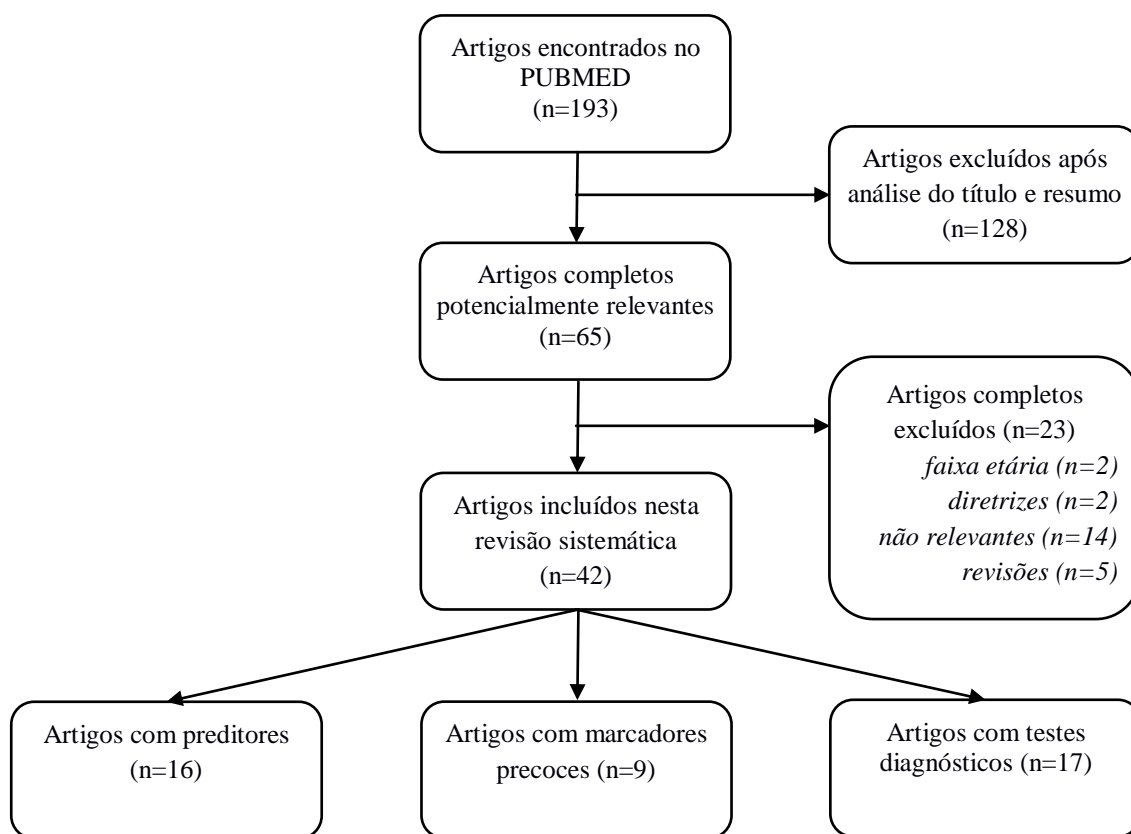 Artigos encontrados no
PUBMED
(n=193)
Artigos excluídos após
análise do título e resumo
(n=128)
Artigos completos
potencialmente relevantes
(n=65)
Artigos completos
excluídos (n=23)
faixa etária (n=2)
diretrizes (n=2)
não relevantes (n=14)
revisões (n=5)
Artigos incluídos nesta
revisão sistemática
(n=42)
Artigos com preditores
(n=16)
Artigos com marcadores
precoces (n=9)
Artigos com testes
diagnósticos (n=17)